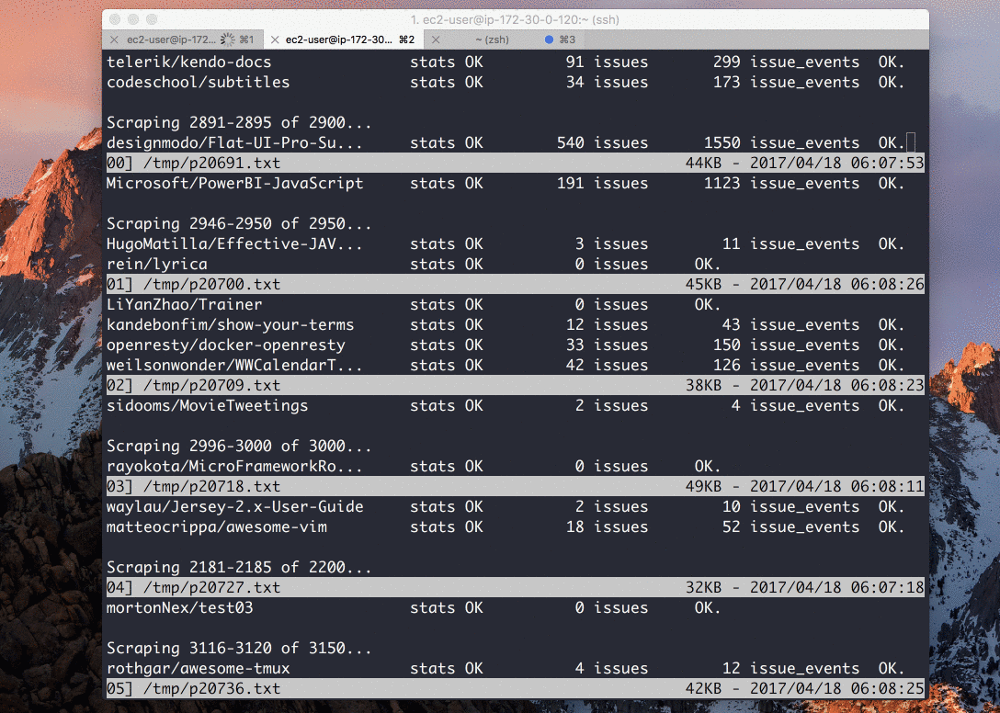 1. ec2-user@ip-172-30-0-120:~ (ssh)
ec2-user@ip-172... ⌘1 ec2-user@ip-172-30... ⌘2 ~ (zsh) ⌘3
telerik/kendo-docs stats OK 91 issues 299 issue_events OK.
codeschool/subtitles stats OK 34 issues 173 issue_events OK.
Scraping 2891-2895 of 2900...
designmodo/Flat-UI-Pro-Su... stats OK 540 issues 1550 issue_events OK.
00] /tmp/p20691.txt 44KB - 2017/04/18 06:07:53
Microsoft/PowerBI-JavaScript stats OK 191 issues 1123 issue_events OK.
Scraping 2946-2950 of 2950...
HugoMatilla/Effective-JAV... stats OK 3 issues 11 issue_events OK.
rein/lyrica stats OK 0 issues OK.
01] /tmp/p20700.txt 45KB - 2017/04/18 06:08:26
LiYanZhao/Trainer stats OK 0 issues OK.
kandebonfim/show-your-terms stats OK 12 issues 43 issue_events OK.
openresty/docker-openresty stats OK 33 issues 150 issue_events OK.
weilsonwonder/WWCalendarT... stats OK 42 issues 126 issue_events OK.
02] /tmp/p20709.txt 38KB - 2017/04/18 06:08:23
sidooms/MovieTweetings stats OK 2 issues 4 issue_events OK.
Scraping 2996-3000 of 3000...
rayokota/MicroFrameworkRo... stats OK 0 issues OK.
03] /tmp/p20718.txt 49KB - 2017/04/18 06:08:11
waylau/Jersey-2.x-User-Guide stats OK 2 issues 10 issue_events OK.
matteocrippa/awesome-vim stats OK 18 issues 52 issue_events OK.
Scraping 2181-2185 of 2200...
04] /tmp/p20727.txt 32KB - 2017/04/18 06:07:18
mortonNex/test03 stats OK 0 issues OK.
Scraping 3116-3120 of 3150...
rothgar/awesome-tmux stats OK 4 issues 12 issue_events OK.
05] /tmp/p20736.txt 42KB - 2017/04/18 06:08:25